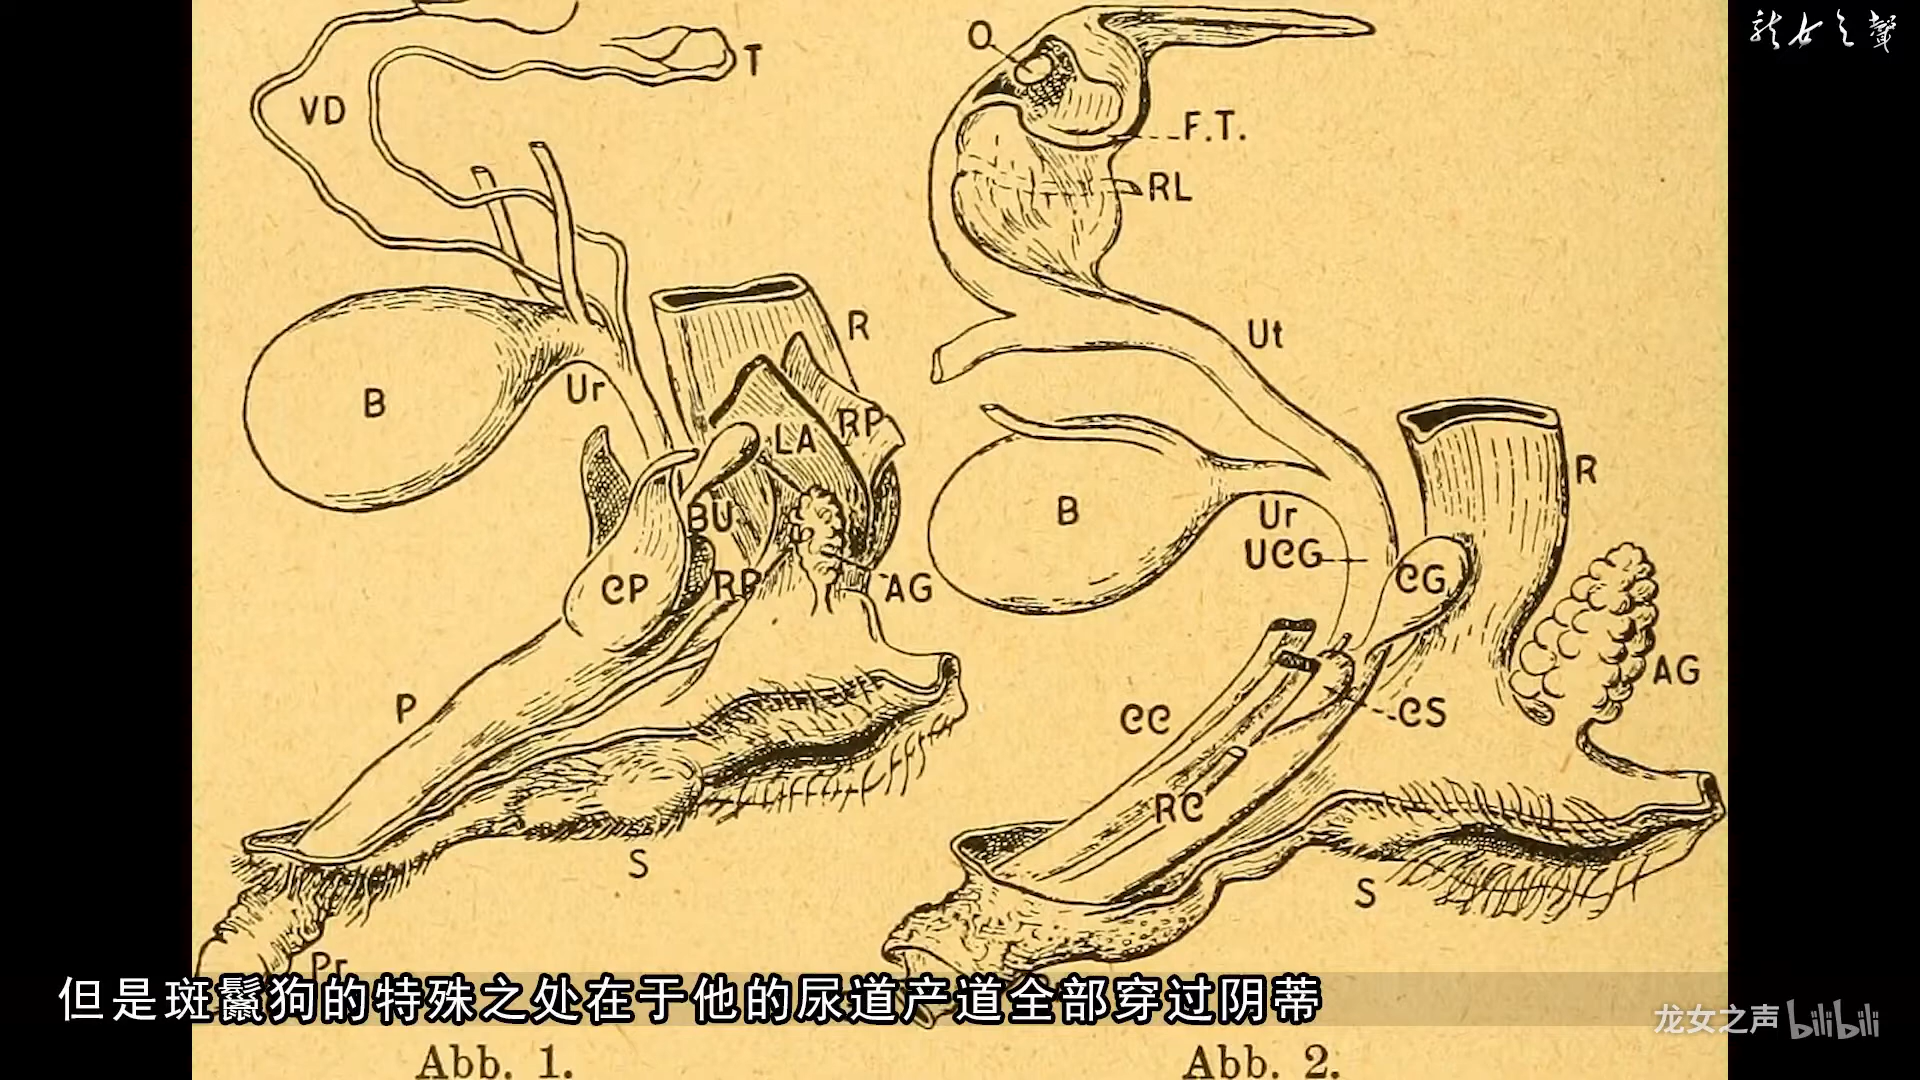 龙女之声
O
T
VD
F.T.
RL
R
Ut
B
Ur
LA
RP
R
BU
B
Ur
UCG
CG
CP
RP
AG
AG
P
CC
CS
RC
S
S
Pr
但是斑鬣狗的特殊之处在于他的尿道产道全部穿过阴蒂
龙女之声 bilibili
Abb. 1.
Abb. 2.